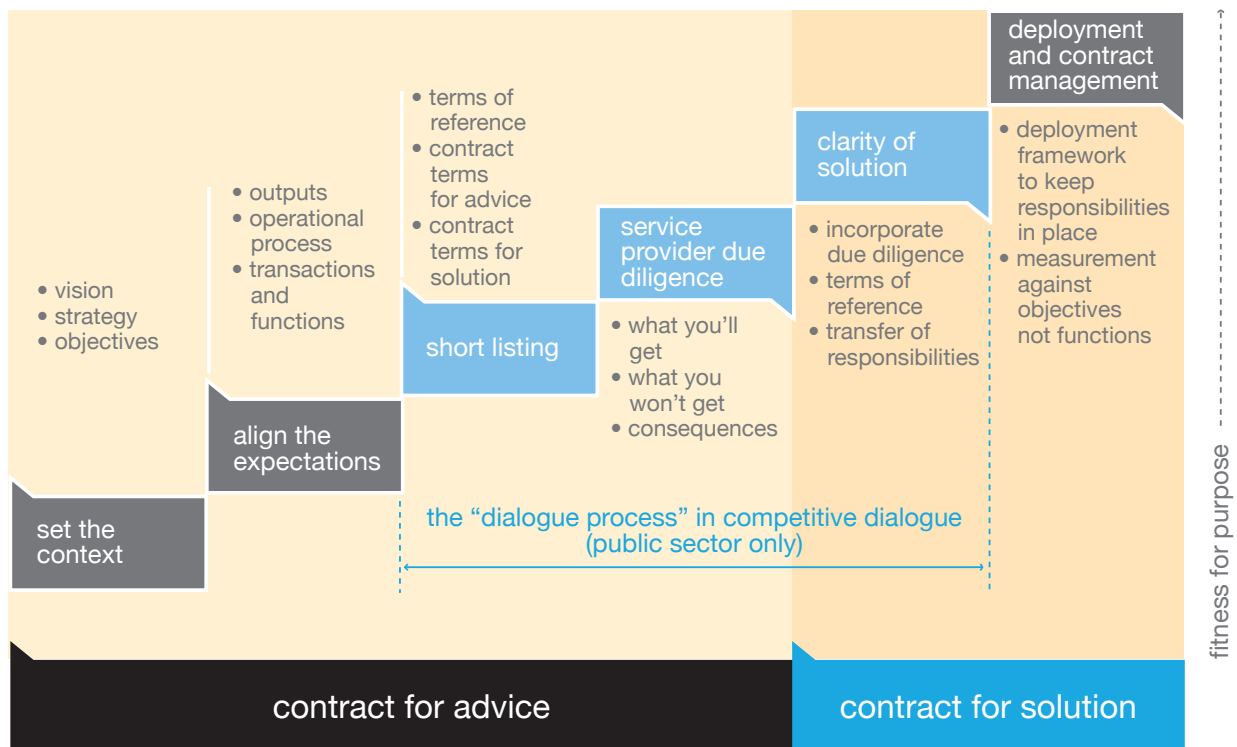 set the
context
• vision
• strategy
• objectives
align the
expectations
• outputs
• operational
process
• transactions
and
functions
short listing
• terms of
reference
• contract
terms
for advice
• contract
terms for
solution
service
provider due
diligence
• what you’ll
get
• what you
won’t get
• consequences
clarity of
solution
• incorporate
due diligence
• terms of
reference
• transfer of
responsibilities
deployment
and contract
management
• deployment
framework
to keep
responsibilities
in place
• measurement
against
objectives
not functions
the “dialogue process” in competitive dialogue
(public sector only)
contract for advice
contract for solution
fitness for purpose